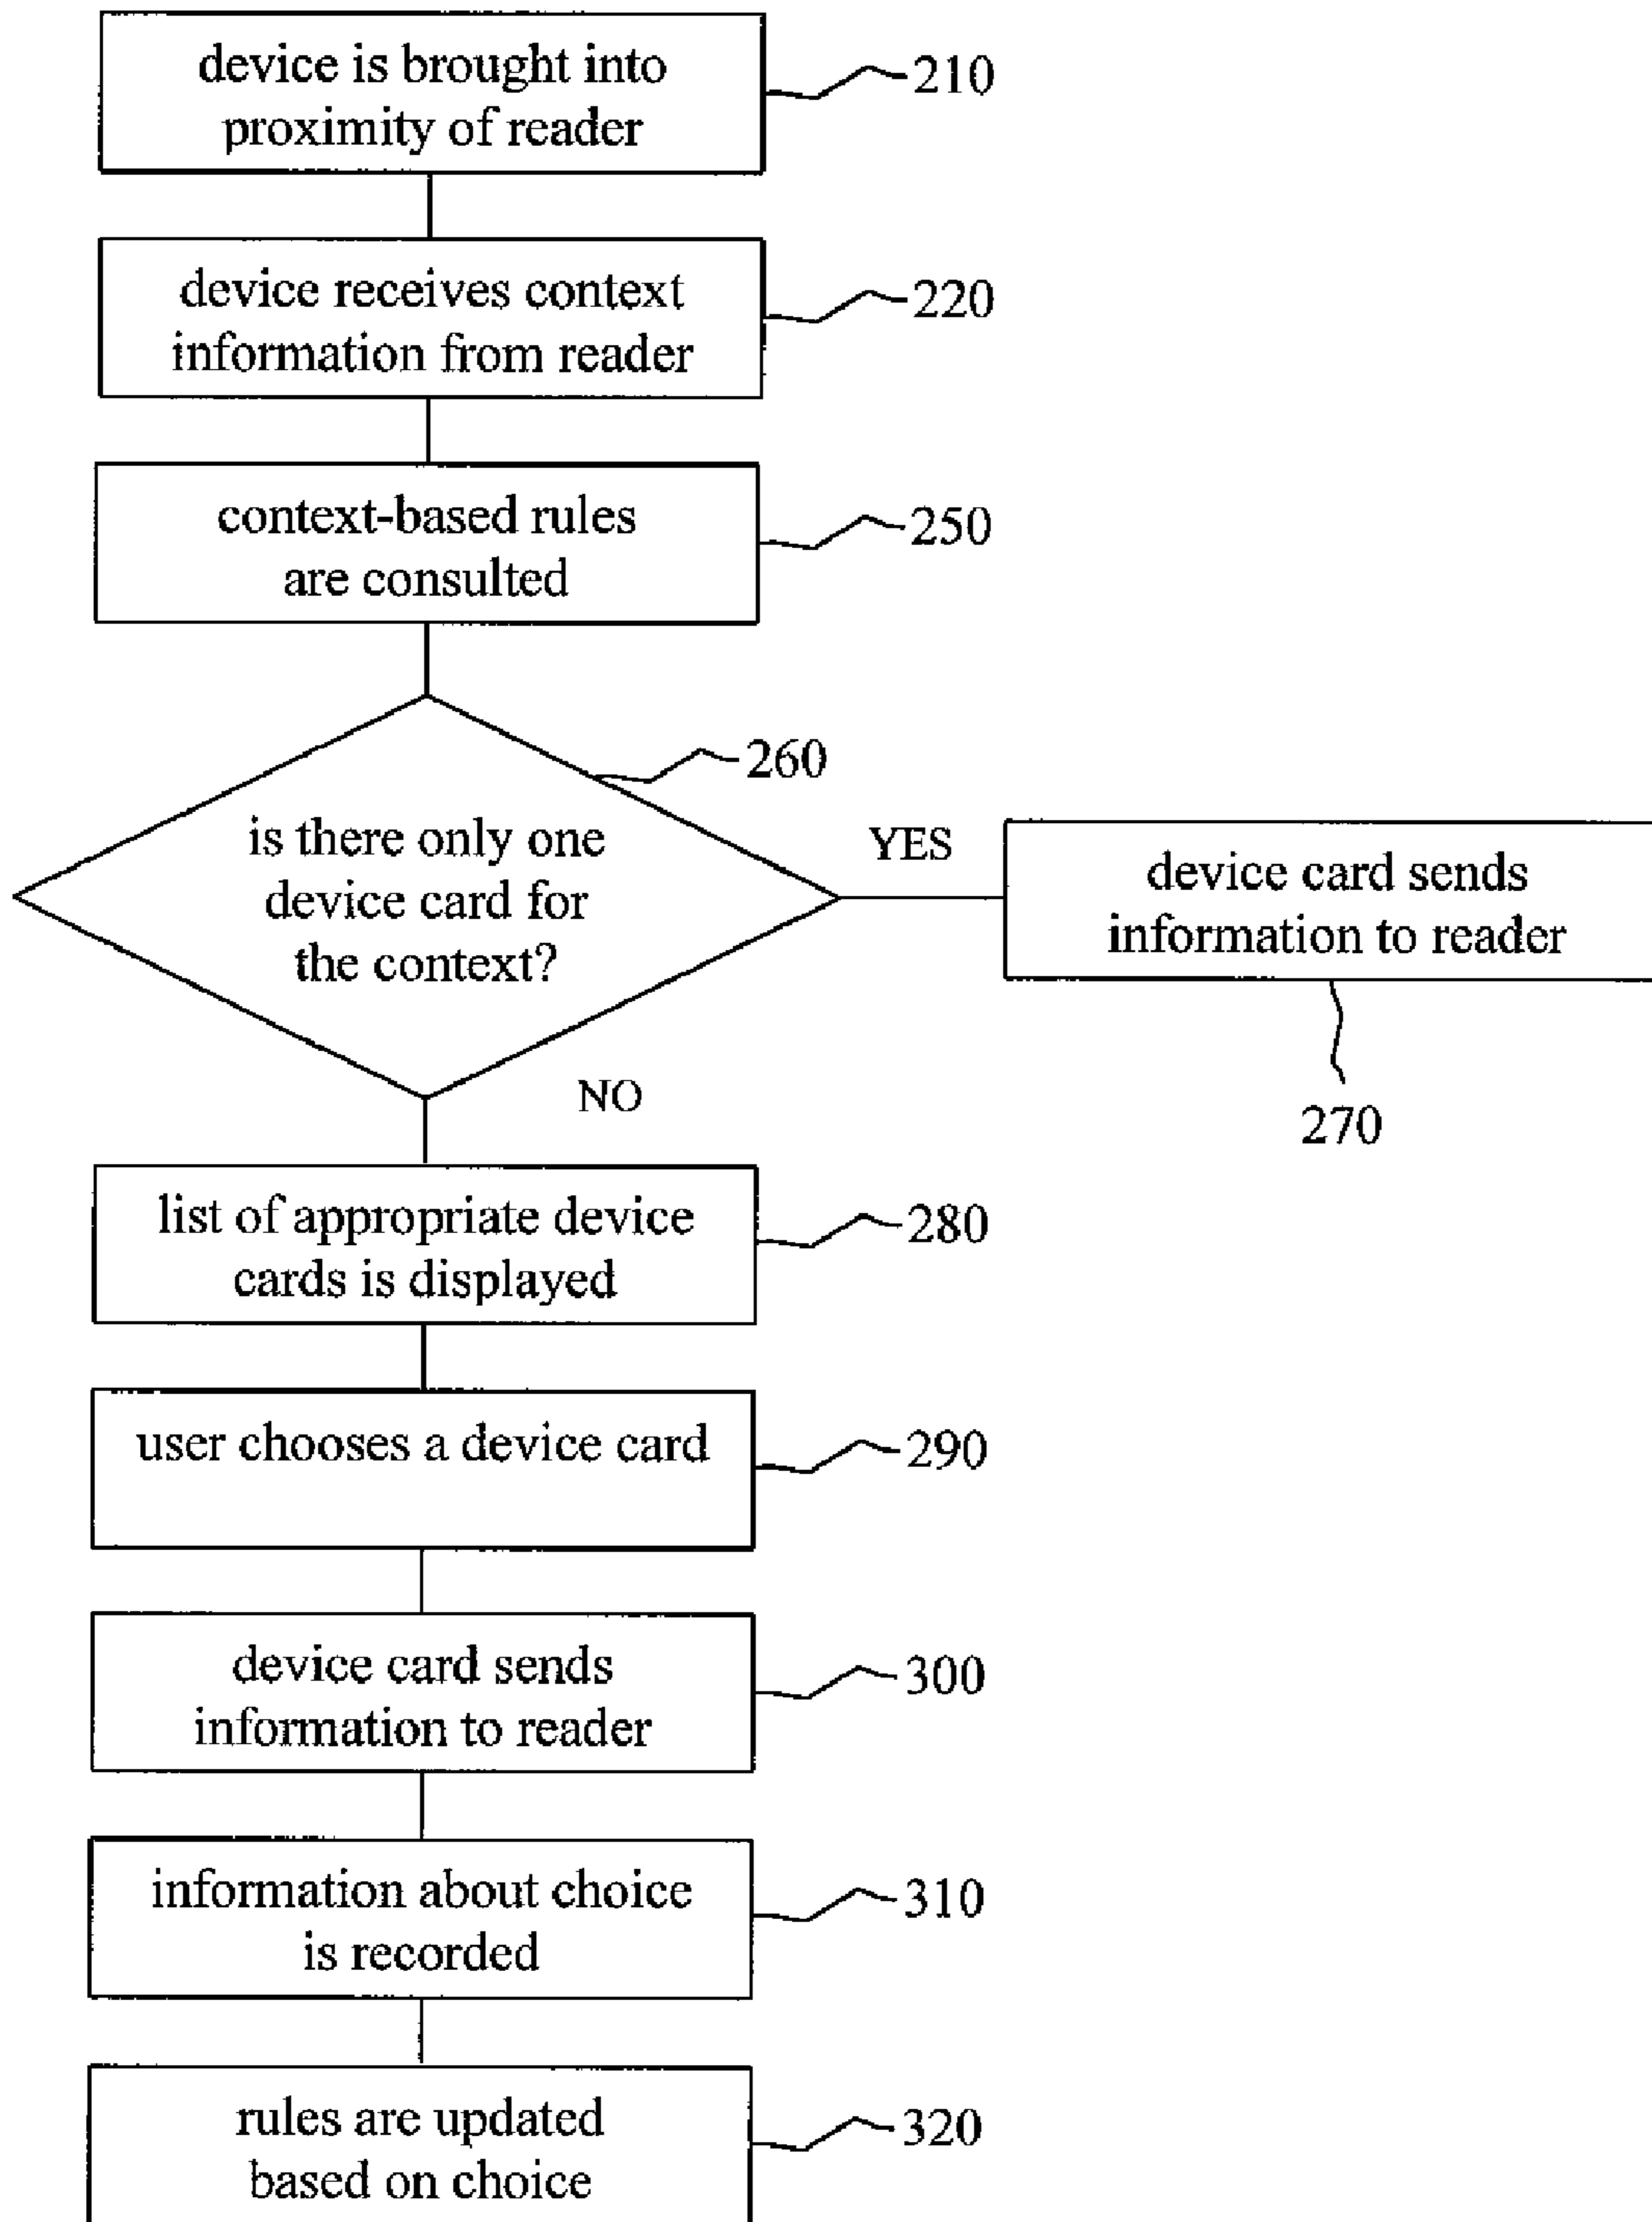 device is brought into
proximity of reader
210
device receives context
information from reader
220
context-based rules
are consulted
250
260
is there only one
device card for
the context?
YES
device card sends
information to reader
270
NO
list of appropriate device
cards is displayed
280
user chooses a device card
290
device card sends
information to reader
300
information about choice
is recorded
310
rules are updated
based on choice
320